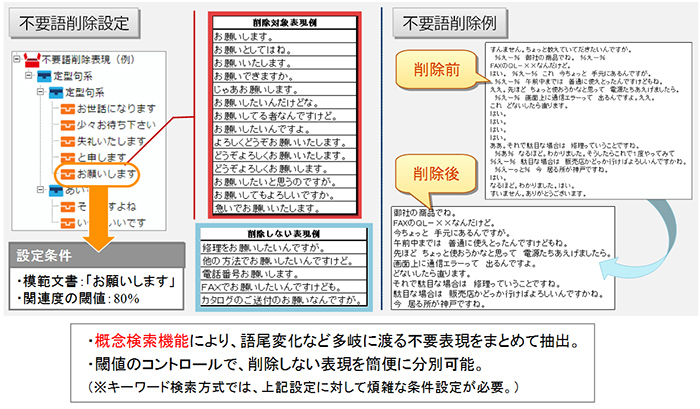 不要語削除設定
不要語削除表現（例）
定型句系
定型句系
お世話になります
少々お待ち下さい
失礼いたします
と申します
お願いします
あい
そ　　すよね
い　　いです
設定条件
・模範文書：「お願いします」
・関連度の閾値：80%
削除対象表現例
お願いします。
お願いとしてはね。
お願いいたします。
お願いできますか。
じゃあお願いします。
お願いしたいんだけどな。
お願いしてる者なんですけど。
お願いしたいんですよ。
よろしくどうぞお願いいたします。
どうぞよろしくお願いいたします。
どうぞよろしくお願いします。
お願いしたいと思うのですが。
お願いしてもよろしいですか。
急いでお願いいたします。
削除しない表現例
修理をお願いしたいんですが。
他の方法でお願いしたいんですけど。
電話番号お願いします。
FAXでお願いしたいんですけども。
カタログのご送付のお願いなんですが。
不要語削除例
削除前
すんません。ちょっと教えていてだきたいんですが。
%えー% 御社の商品でね。 %えー%
FAXのQL－××なんだけど。
はい。 %えー% これ 今ちょっと 手元にあるんですが。
%えー% 午前中までは 普通に使えとったんですけどもね。
ええ。先ほど ちょっと使おうかなと思って 電源たちあえげましたら。
%えー% 画面上に通信エラーって 出るんですよ。ええ。
これ どないしたら直ります。
はい。
はい。
はい。
はい。
ああ。それで駄目な場合は 修理っていうことですね。
%あ% なるほど。わかりました。そうしたらこれで1度やってみて
%えー% 駄目な場合は 販売店かどっか行けばよろしいんですかね。
%えーっと% 今 居る所が神戸ですね。
はい。
なるほど。わかりました。はい。
すいません。ありがとうございます。
削除後
御社の商品でね。
FAXのQL－××なんだけど。
今ちょっと 手元にあるんですが。
午前中までは 普通に使えとったんですけどもね。
先ほど ちょっと使おうかなと思って 電源たちあえげましたら。
画面上に通信エラーって 出るんですよ。
どないしたら直ります。
それで駄目な場合は 修理っていうことですね。
駄目な場合は 販売店かどっか行けばよろしいんですかね。
今 居る所が神戸ですね。
・概念検索機能により、語尾変化など多岐に渡る不要表現をまとめて抽出。
・閾値のコントロールで、削除しない表現を簡便に分別可能。
（※キーワード検索方式では、上記設定に対して煩雑な条件設定が必要。）